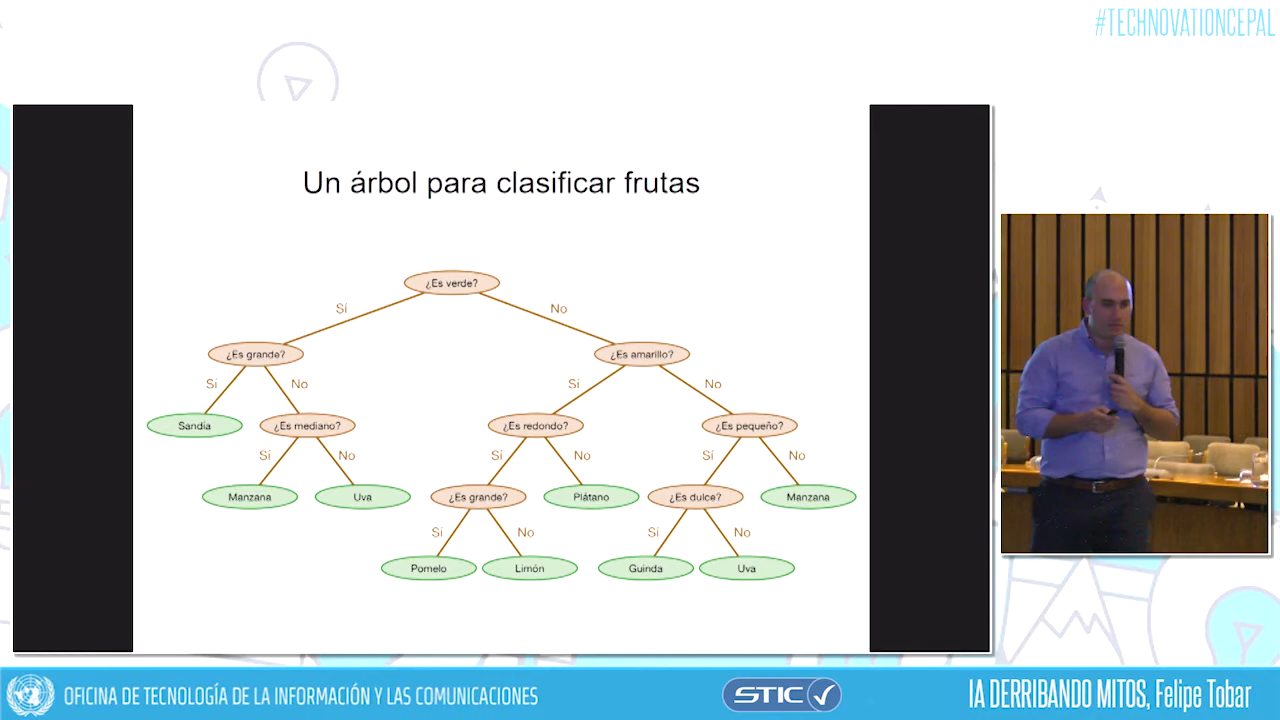 #TECHNOVATIONCEPAL
Un árbol para clasificar frutas
¿Es verde?
Sí
No
¿Es grande?
¿Es amarillo?
Sí
No
Sí
No
Sandía
¿Es mediano?
¿Es redondo?
¿Es pequeño?
Sí
No
Sí
No
Sí
No
Manzana
Uva
¿Es grande?
Plátano
¿Es dulce?
Manzana
Sí
No
Sí
No
Pomelo
Limón
Guinda
Uva
OFICINA DE TECNOLOGÍA DE LA INFORMACIÓN Y LAS COMUNICACIONES
STIC
IA DERRIBANDO MITOS, Felipe Tobar